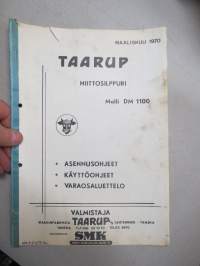 MAALISKUU 1970
TAARUP
NIITTOSILPPURI
Malli DM 1100
• ASENNUSOHJEET
• KÄYTTÖOHJEET
• VARAOSALUETTELO
VALMISTAJA
TAARUP
SMK